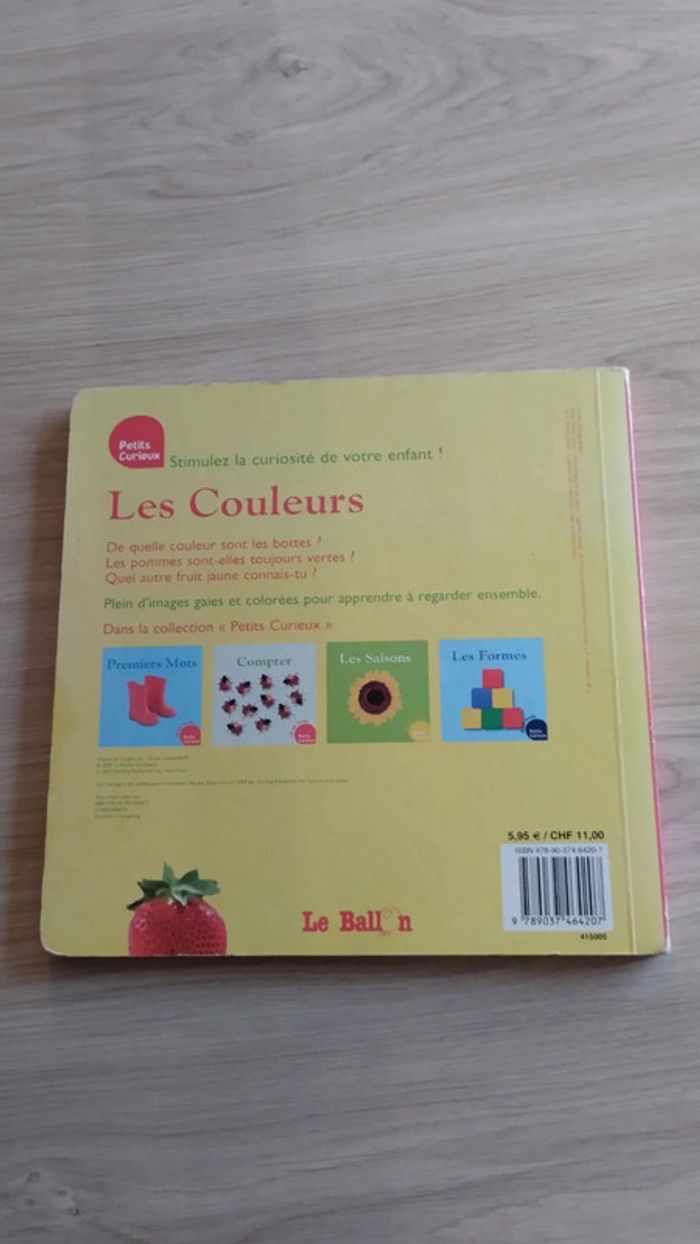 Petits
Curieux
Stimulez la curiosité de votre enfant !
Les Couleurs
De quelle couleur sont les bottes ?
Les pommes sont-elles toujours vertes ?
Quel autre fruit jaune connais-tu ?
Plein d'images gaies et colorées pour apprendre à regarder ensemble.
Dans la collection « Petits Curieux »
Premiers Mots
Compter
Les Saisons
Les Formes
5,95 € / CHF 11,00
ISBN 978-90-374-6420-7
9 789037 464207
415005
Le Ballon